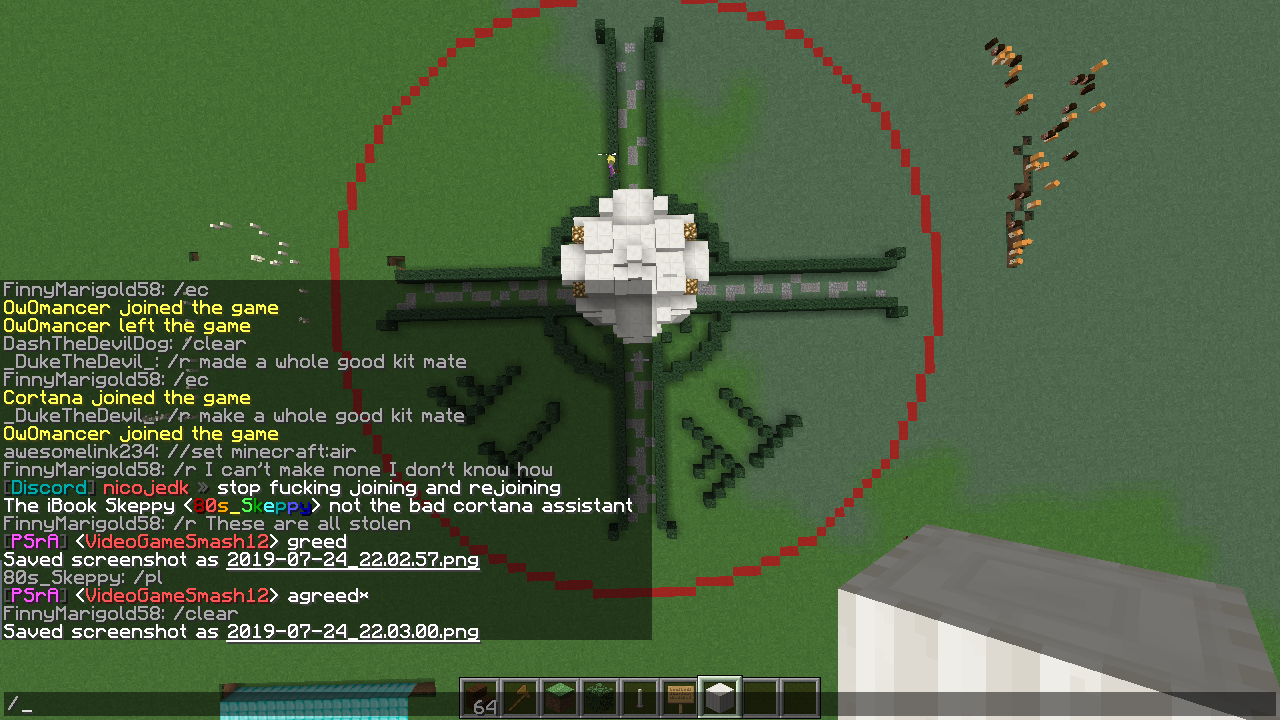 FinnyMarigold58: /ec
OwOmancer joined the game
OwOmancer left the game
DashTheDevilDog: /clear
_DukeTheDevil_: /r made a whole good kit mate
FinnyMarigold58: /ec
Cortana joined the game
_DukeTheDevil_: /r make a whole good kit mate
OwOmancer joined the game
awesomelink234: //set minecraft:air
FinnyMarigold58: /r I can't make none I don't know how
[Discord] nicojedk » stop fucking joining and rejoining
The iBook Skeppy <80s_Skeppy> not the bad cortana assistant
FinnyMarigold58: /r These are all stolen
[PSrA] <VideoGameSmash12> greed
Saved screenshot as 2019-07-24_22.02.57.png
80s_Skeppy: /pl
[PSrA] <VideoGameSmash12> agreed*
FinnyMarigold58: /clear
Saved screenshot as 2019-07-24_22.03.00.png
/_
64